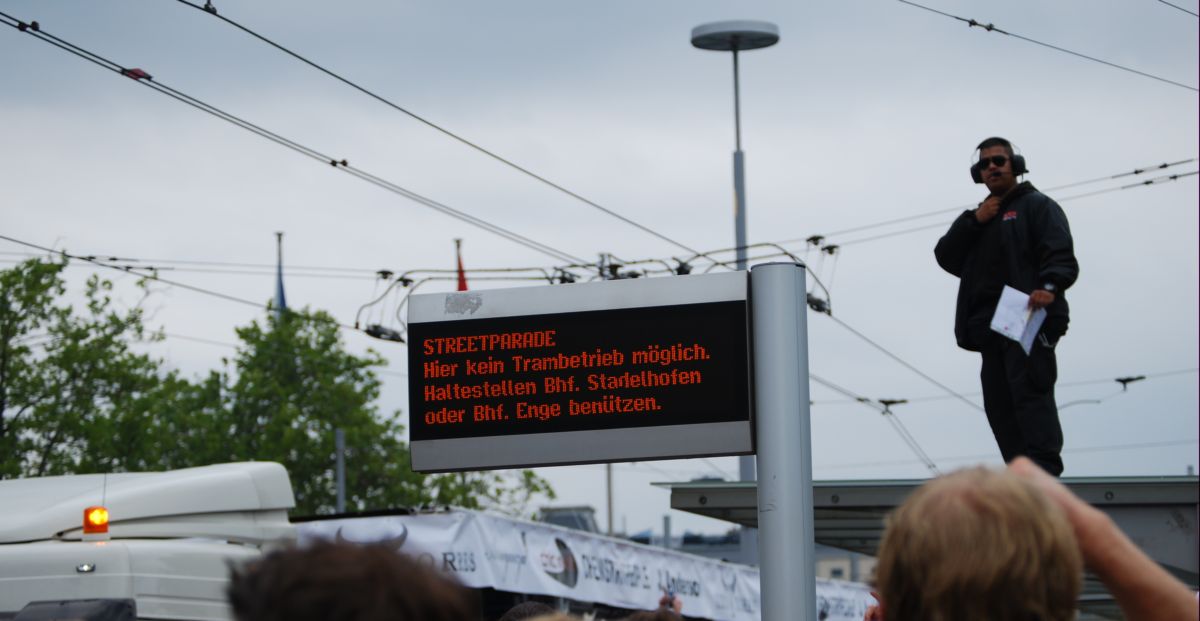 STREETPARADE
Hier kein Trambetrieb möglich.
Haltestellen Bhf. Stadelhofen
oder Bhf. Enge benützen.